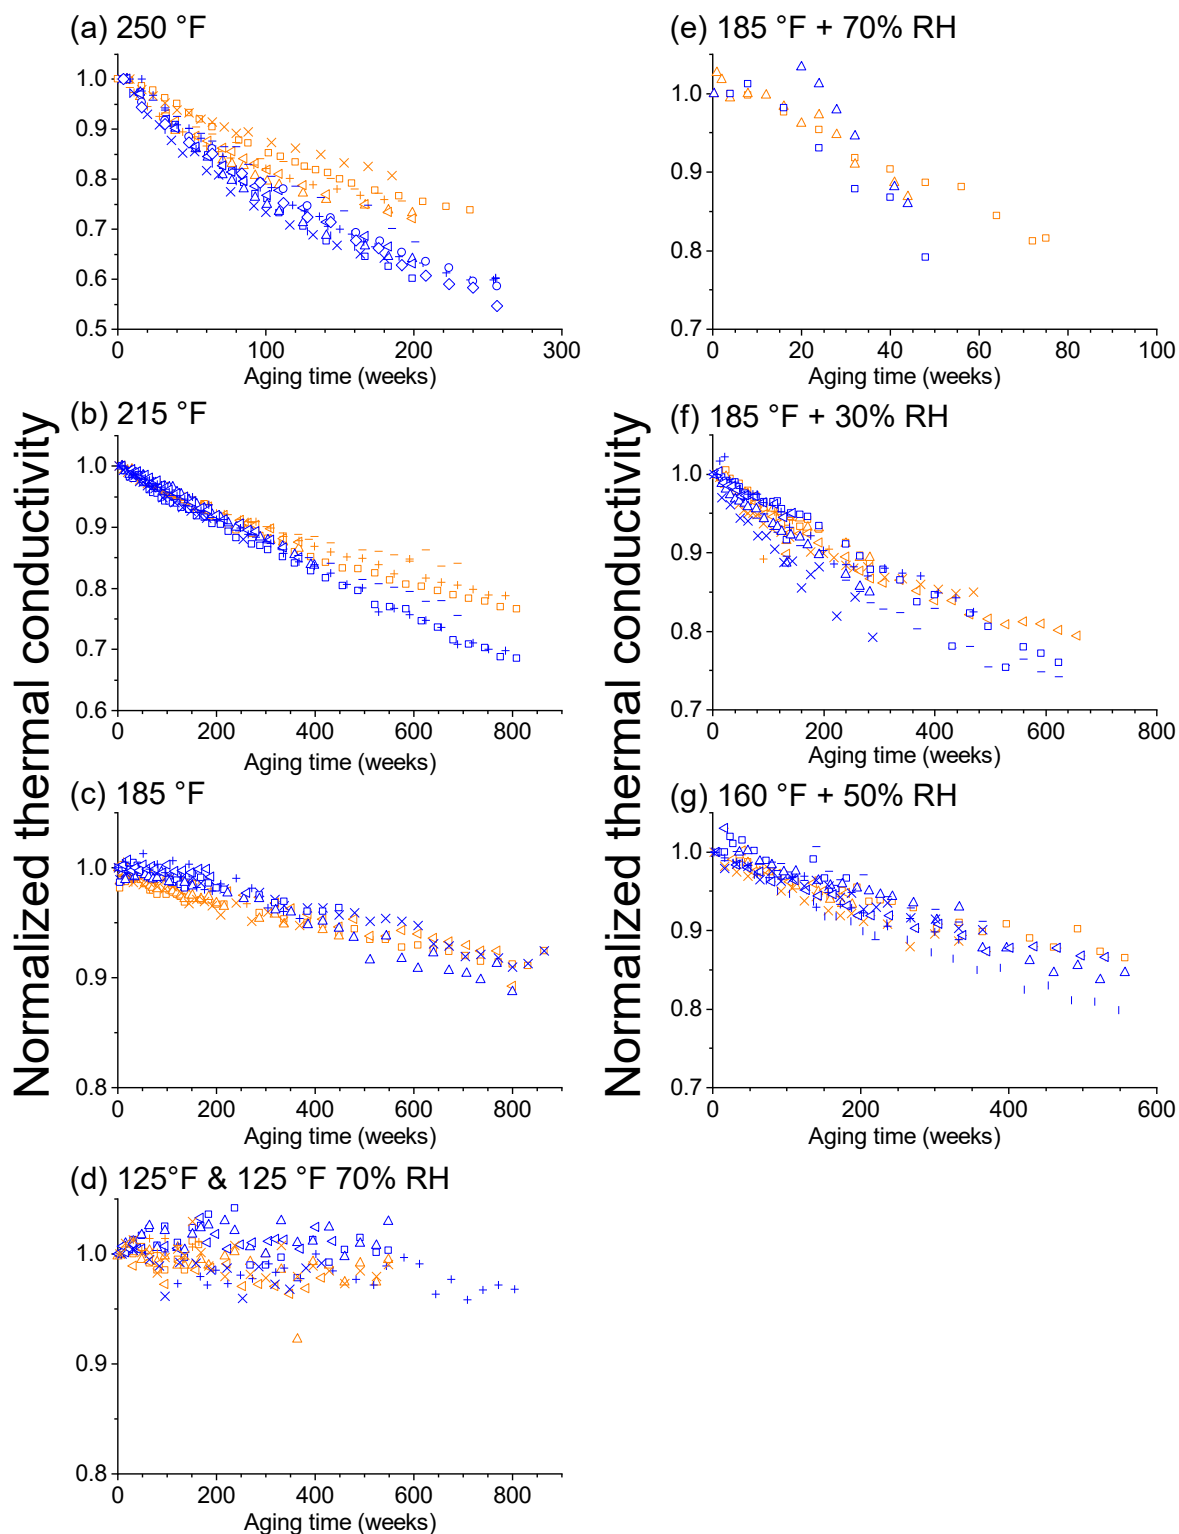 (a) 250 °F
1.0
0.9
0.8
0.7
0.6
0.5
0 100 200 300
Aging time (weeks)
(b) 215 °F
1.0
0.9
0.8
0.7
0.6
0 200 400 600 800
Aging time (weeks)
(c) 185 °F
1.0
0.9
0.8
0 200 400 600 800
Aging time (weeks)
(d) 125°F & 125 °F 70% RH
1.0
0.9
0.8
0 200 400 600 800
Aging time (weeks)
Normalized thermal conductivity
(e) 185 °F + 70% RH
1.0
0.9
0.8
0.7
0 20 40 60 80 100
Aging time (weeks)
(f) 185 °F + 30% RH
1.0
0.9
0.8
0.7
0 200 400 600 800
Aging time (weeks)
(g) 160 °F + 50% RH
1.0
0.9
0.8
0.7
0 200 400 600
Aging time (weeks)
Normalized thermal conductivity